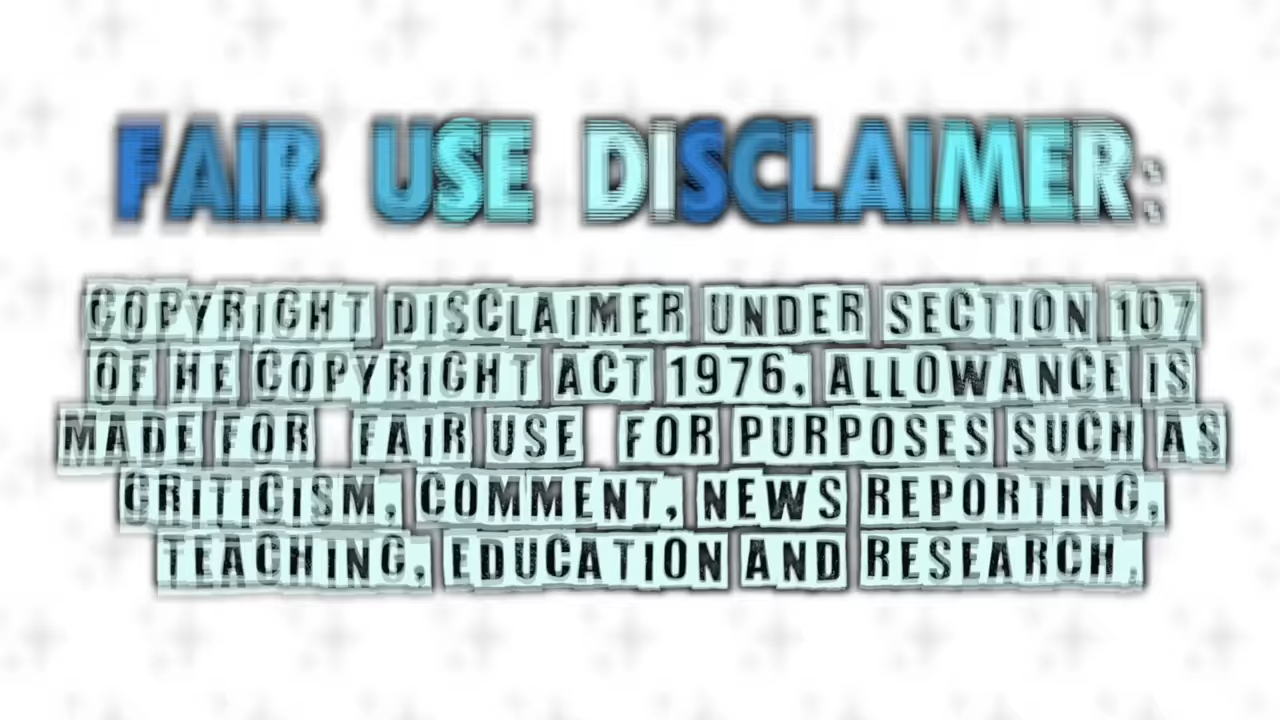 FAIR USE DISCLAIMER:
COPYRIGHT DISCLAIMER UNDER SECTION 107
OF HE COPYRIGHT ACT 1976, ALLOWANCE IS
MADE FOR FAIR USE FOR PURPOSES SUCH AS
CRITICISM, COMMENT, NEWS REPORTING,
TEACHING, EDUCATION AND RESEARCH.